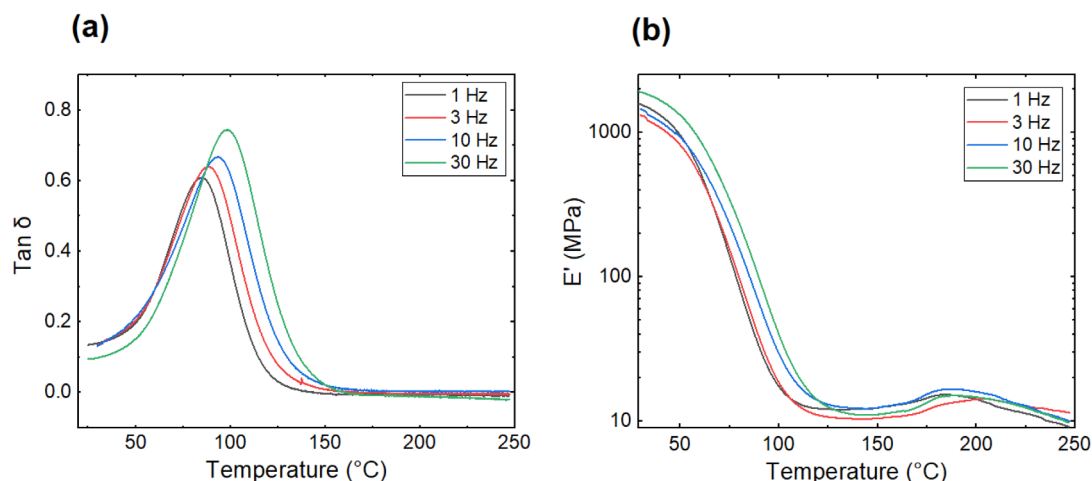 (a)
Tan δ
0.8
0.6
0.4
0.2
0.0
50
100
150
200
250
Temperature (°C)
1 Hz
3 Hz
10 Hz
30 Hz
(b)
E' (MPa)
1000
100
10
50
100
150
200
250
Temperature (°C)
1 Hz
3 Hz
10 Hz
30 Hz